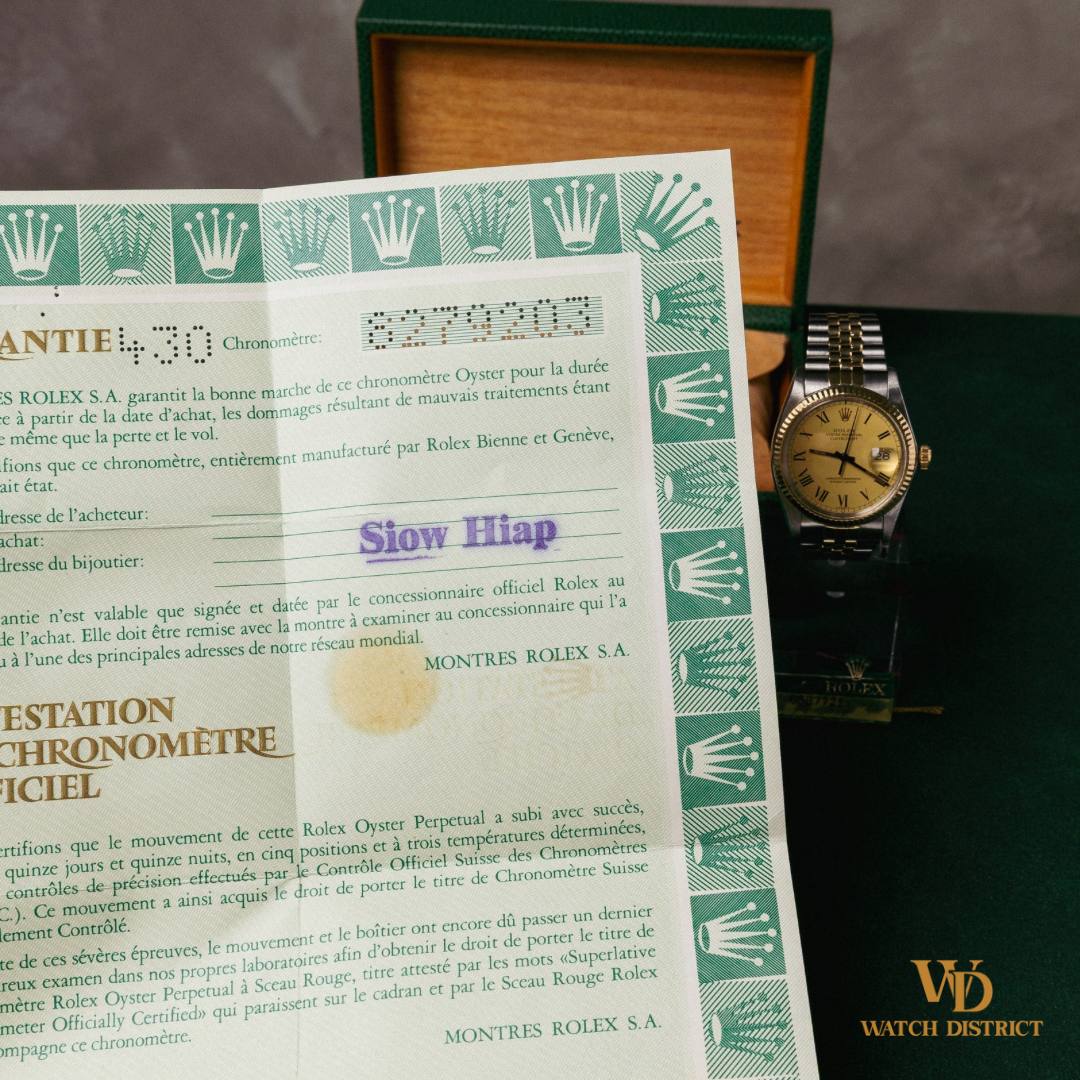 ANTIE 430 Chronomètre: 8279203
ES ROLEX S.A. garantit la bonne marche de ce chronomètre Oyster pour la durée
e à partir de la date d'achat, les dommages résultant de mauvais traitements étant
e même que la perte et le vol.
ifions que ce chronomètre, entièrement manufacturé par Rolex Bienne et Genève,
ait état.
dresse de l'acheteur:
achat:
Siow Hiap
dresse du bijoutier:
antie n'est valable que signée et datée par le concessionnaire officiel Rolex au
de l'achat. Elle doit être remise avec la montre à examiner au concessionnaire qui l'a
u à l'une des principales adresses de notre réseau mondial.
MONTRES ROLEX S.A.
TESTATION
CHRONOMÈTRE
FICIEL
ertifions que le mouvement de cette Rolex Oyster Perpetual a subi avec succès,
quinze jours et quinze nuits, en cinq positions et à trois températures déterminées,
contrôles de précision effectués par le Contrôle Officiel Suisse des Chronomètres
C.). Ce mouvement a ainsi acquis le droit de porter le titre de Chronomètre Suisse
lement Contrôlé.
te de ces sévères épreuves, le mouvement et le boîtier ont encore dû passer un dernier
reux examen dans nos propres laboratoires afin d'obtenir le droit de porter le titre de
mètre Rolex Oyster Perpetual à Sceau Rouge, titre attesté par les mots «Superlative
ometer Officially Certified» qui paraissent sur le cadran et par le Sceau Rouge Rolex
ompagne ce chronomètre.
MONTRES ROLEX S.A.
ROLEX
WD
WATCH DISTRICT